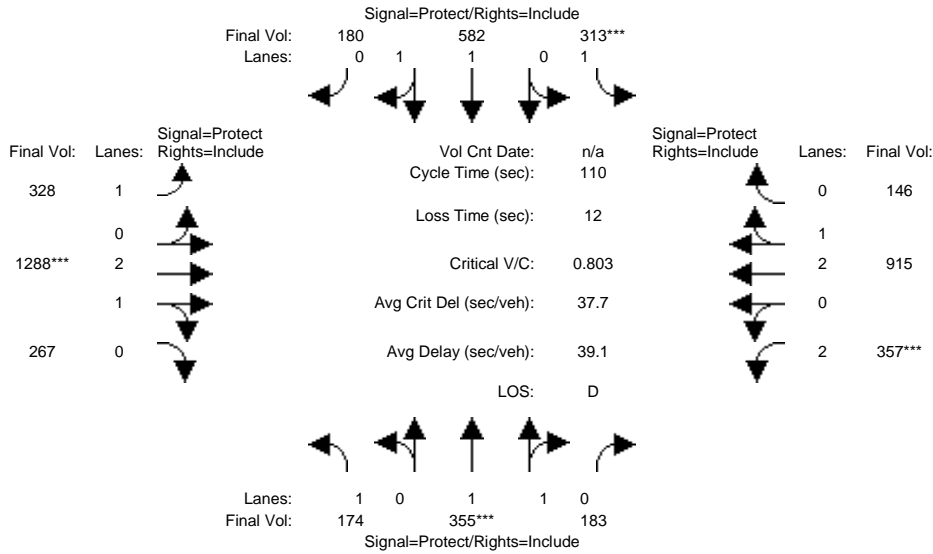 Signal=Protect/Rights=Include
Final Vol: 180 582 313***
Lanes: 0 1 1 0 1
Signal=Protect
Final Vol: Lanes: Rights=Include
Vol Cnt Date: n/a
Signal=Protect
Rights=Include Lanes: Final Vol:
Cycle Time (sec): 110
328 1
0 146
Loss Time (sec): 12
0
1
1288*** 2
Critical V/C: 0.803
2 915
1
Avg Crit Del (sec/veh): 37.7
0
267 0
Avg Delay (sec/veh): 39.1
2 357***
LOS: D
Lanes: 1 0 1 1 0
Final Vol: 174 355*** 183
Signal=Protect/Rights=Include